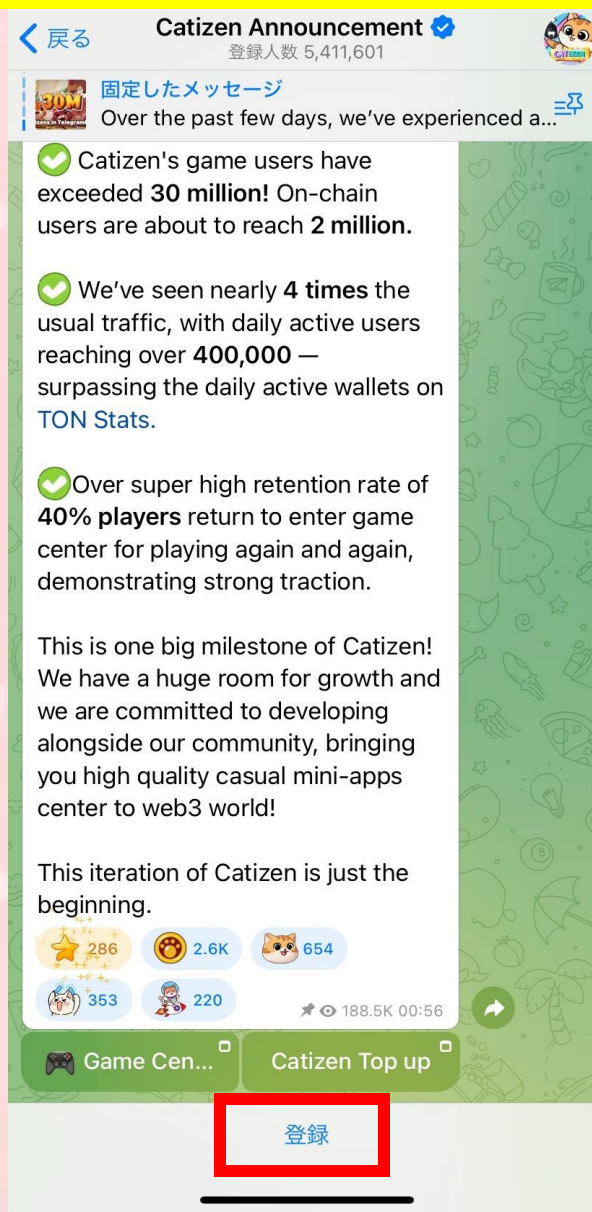 戻る
Catizen Announcement
登録人数 5,411,601
CATIZEN
30M
固定したメッセージ
Over the past few days, we've experienced a...
Catizen's game users have
exceeded 30 million! On-chain
users are about to reach 2 million.
We've seen nearly 4 times the
usual traffic, with daily active users
reaching over 400,000 —
surpassing the daily active wallets on
TON Stats.
Over super high retention rate of
40% players return to enter game
center for playing again and again,
demonstrating strong traction.
This is one big milestone of Catizen!
We have a huge room for growth and
we are committed to developing
alongside our community, bringing
you high quality casual mini-apps
center to web3 world!
This iteration of Catizen is just the
beginning.
286 2.6K 654
353 220 188.5K 00:56
Game Cen... Catizen Top up
登録